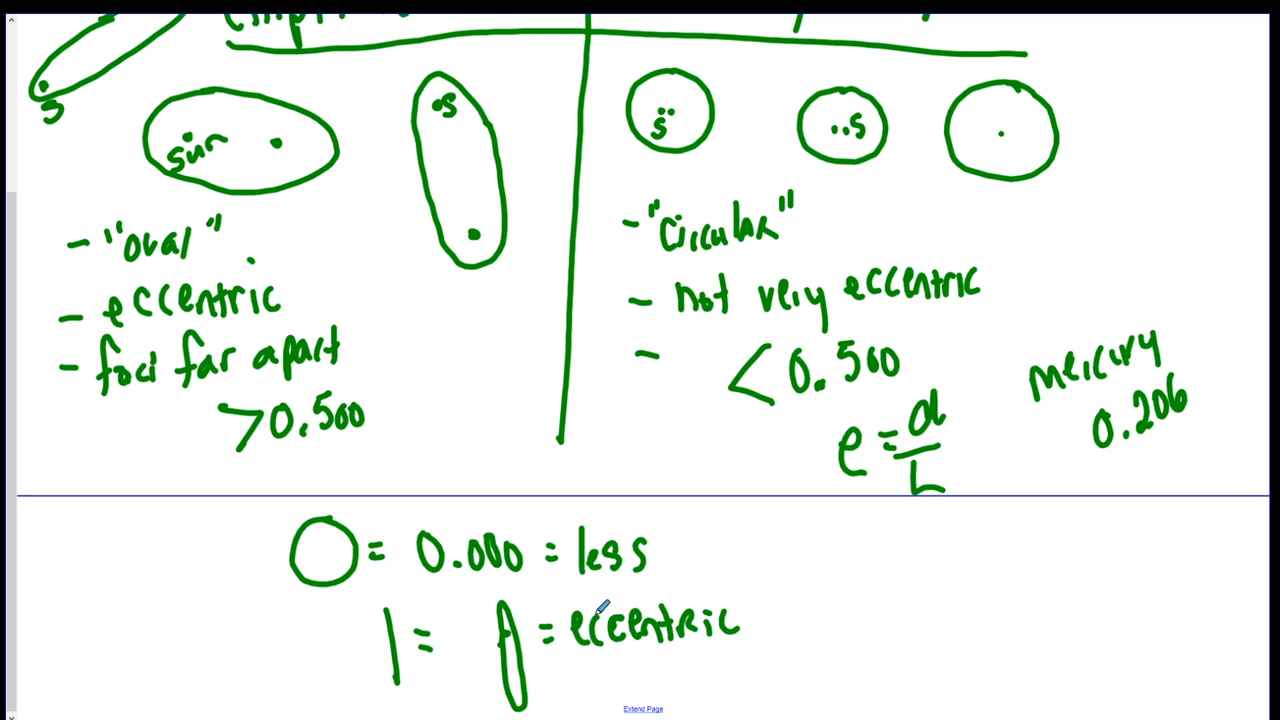 S
sun
S
S
..S
- "oval"
- eccentric
- foci far apart
>0.500
- "Circular"
- not very eccentric
- <0.500
e = d/L
mercury
0.206
= 0.000 = less
1 = = eccentric
Extend Page